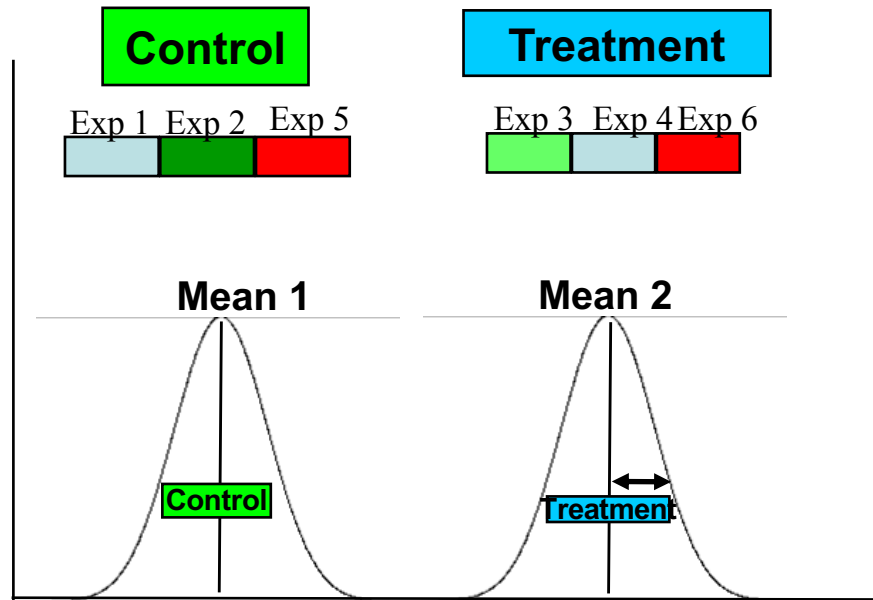 Control
Treatment
Exp 1 Exp 2 Exp 5
Exp 3 Exp 4 Exp 6
Mean 1
Mean 2
Control
Treatment